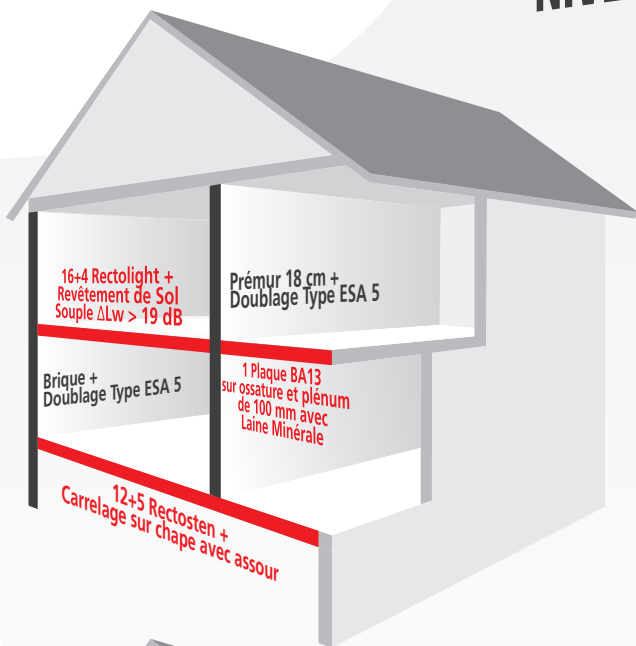 16+4 Rectolight +
Revêtement de Sol
Souple ΔLw > 19 dB
Prémur 18 cm +
Doublage Type ESA 5
Brique +
Doublage Type ESA 5
1 Plaque BA13
sur ossature et plénum
de 100 mm avec
Laine Minérale
12+5 Rectosten +
Carrelage sur chape avec assour